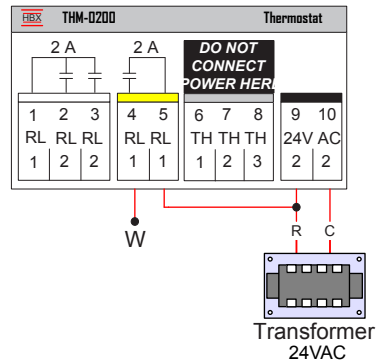 HBX THM-0200 Thermostat
2 A 2 A DO NOT
CONNECT
POWER HERE
1 2 3 4 5 6 7 8 9 10
RL RL RL RL RL TH TH TH 24V AC
1 2 2 1 1 1 2 3 2 2
W
R C
Transformer
24VAC